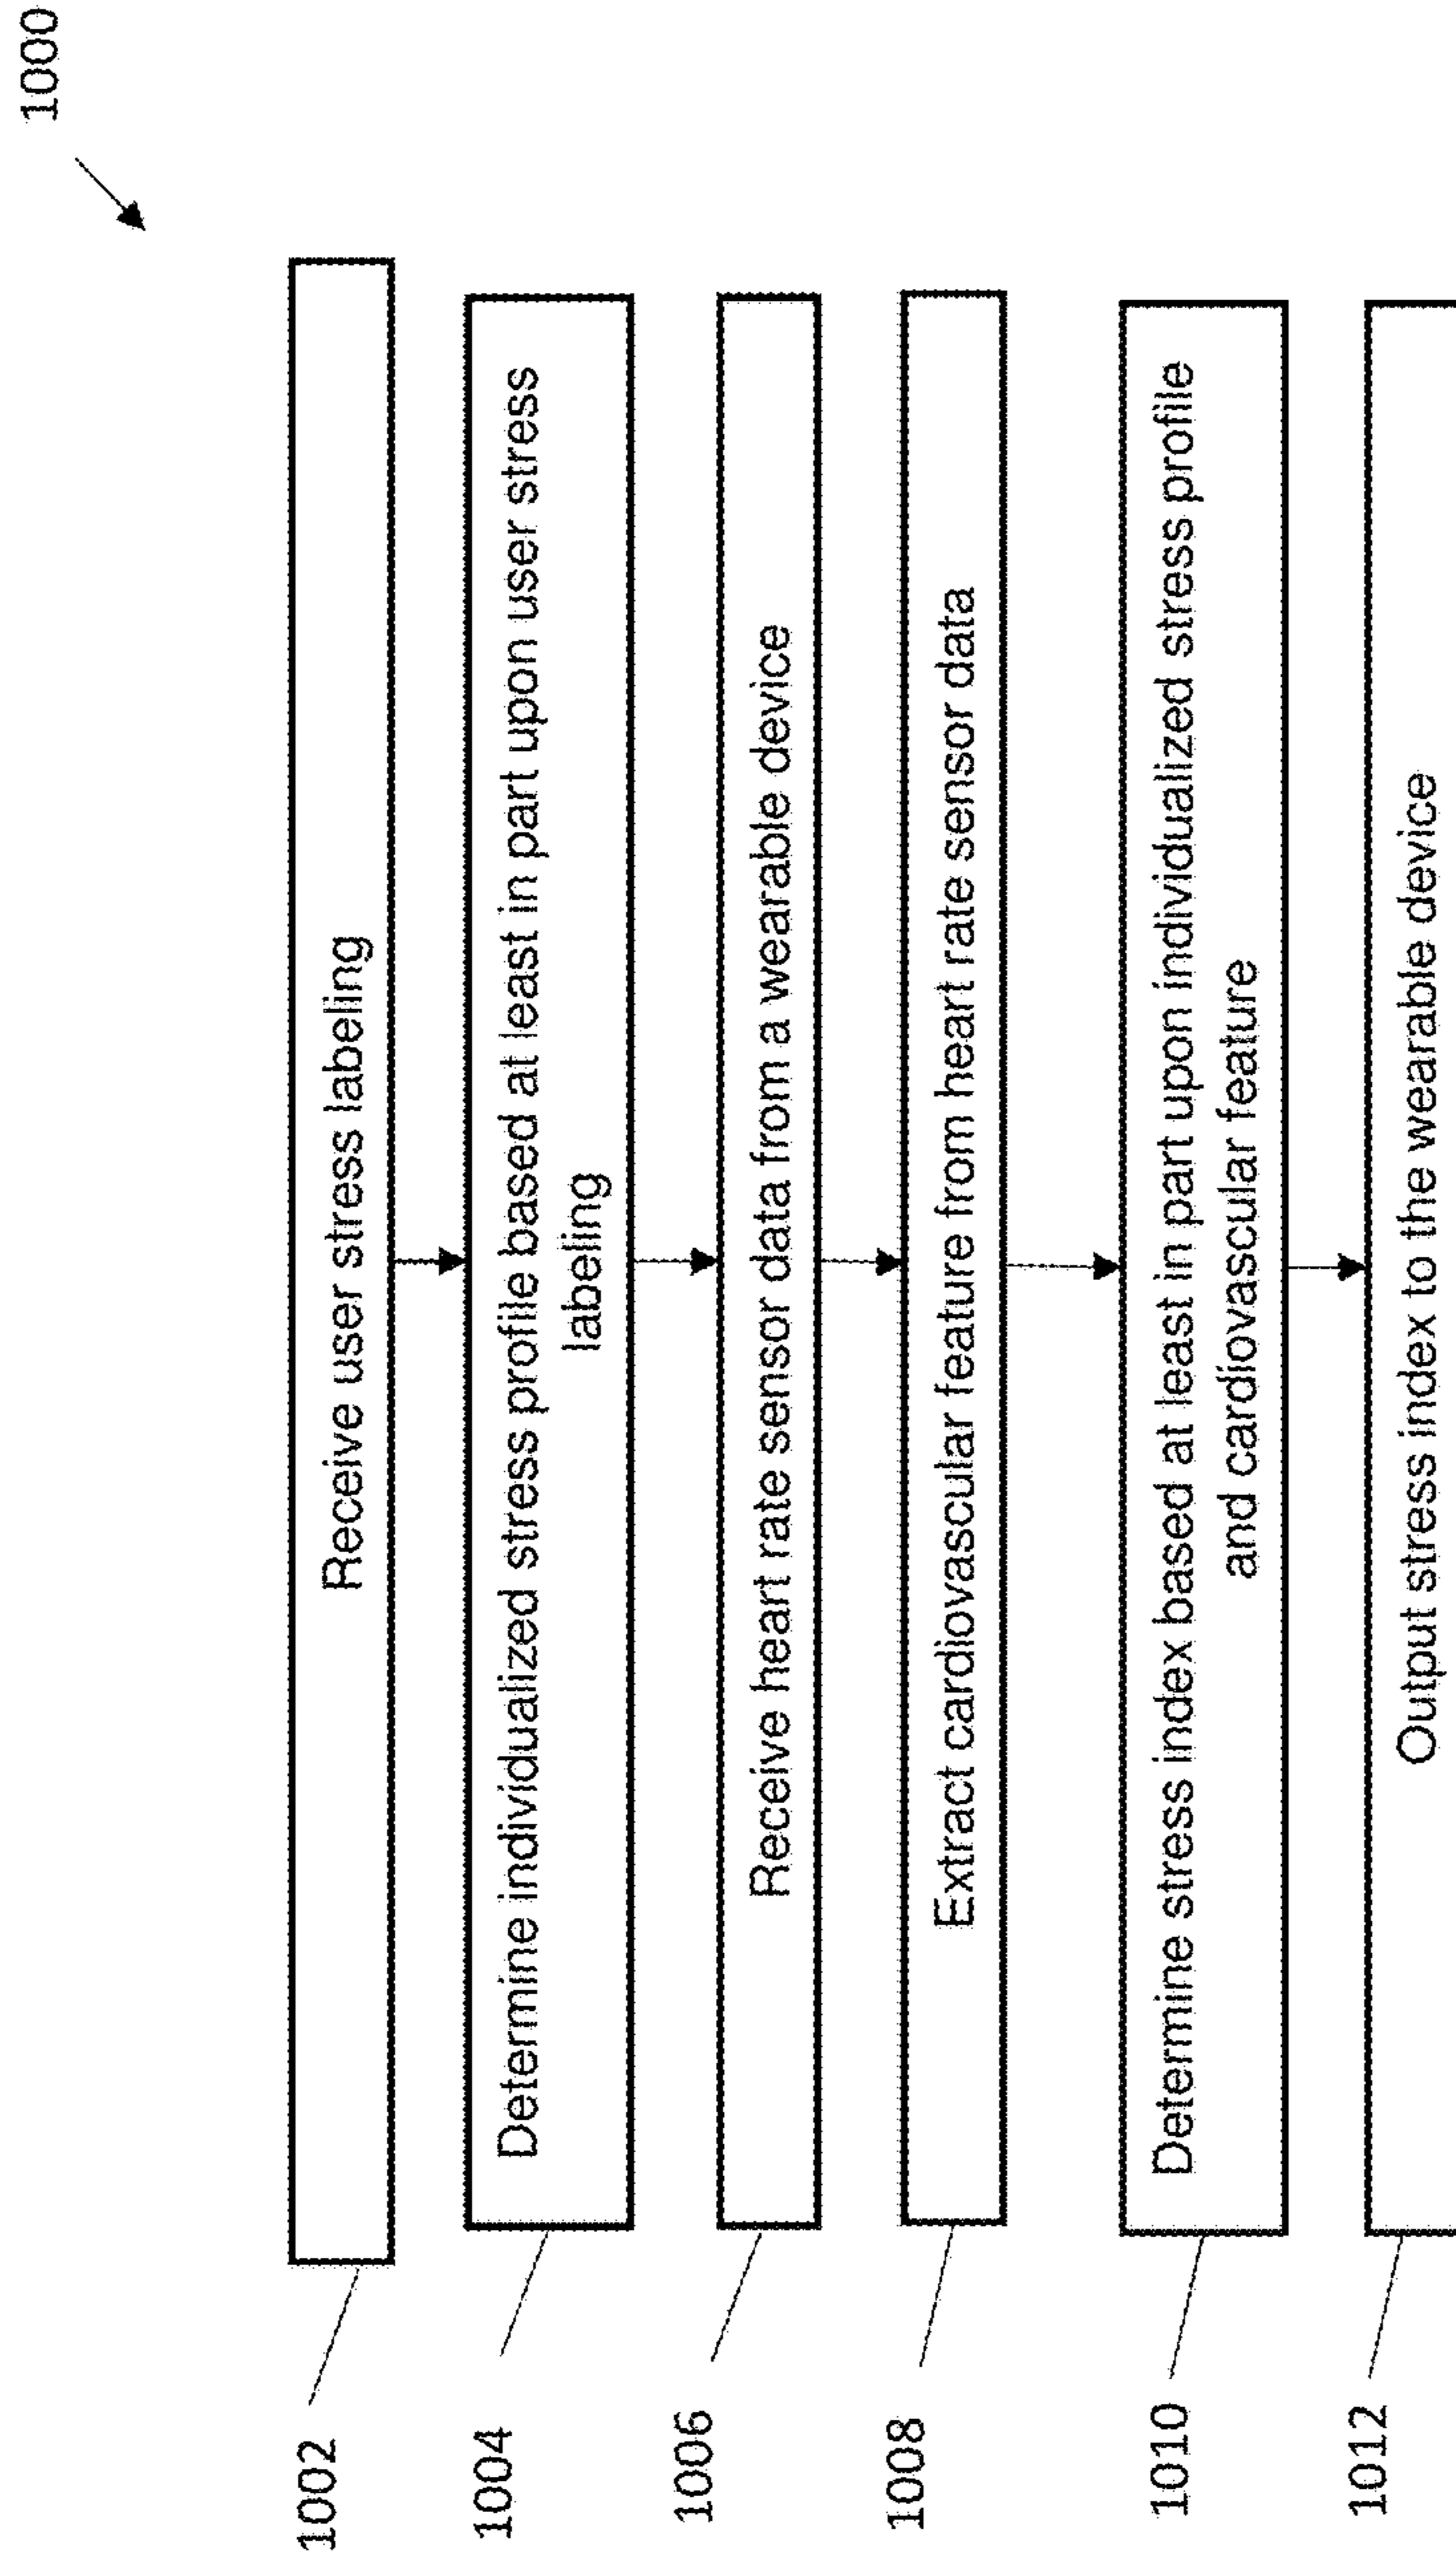 1000
1002
Receive user stress labeling
1004
Determine individualized stress profile based at least in part upon user stress
labeling
1006
Receive heart rate sensor data from a wearable device
1008
Extract cardiovascular feature from heart rate sensor data
1010
Determine stress index based at least in part upon individualized stress profile
and cardiovascular feature
1012
Output stress index to the wearable device